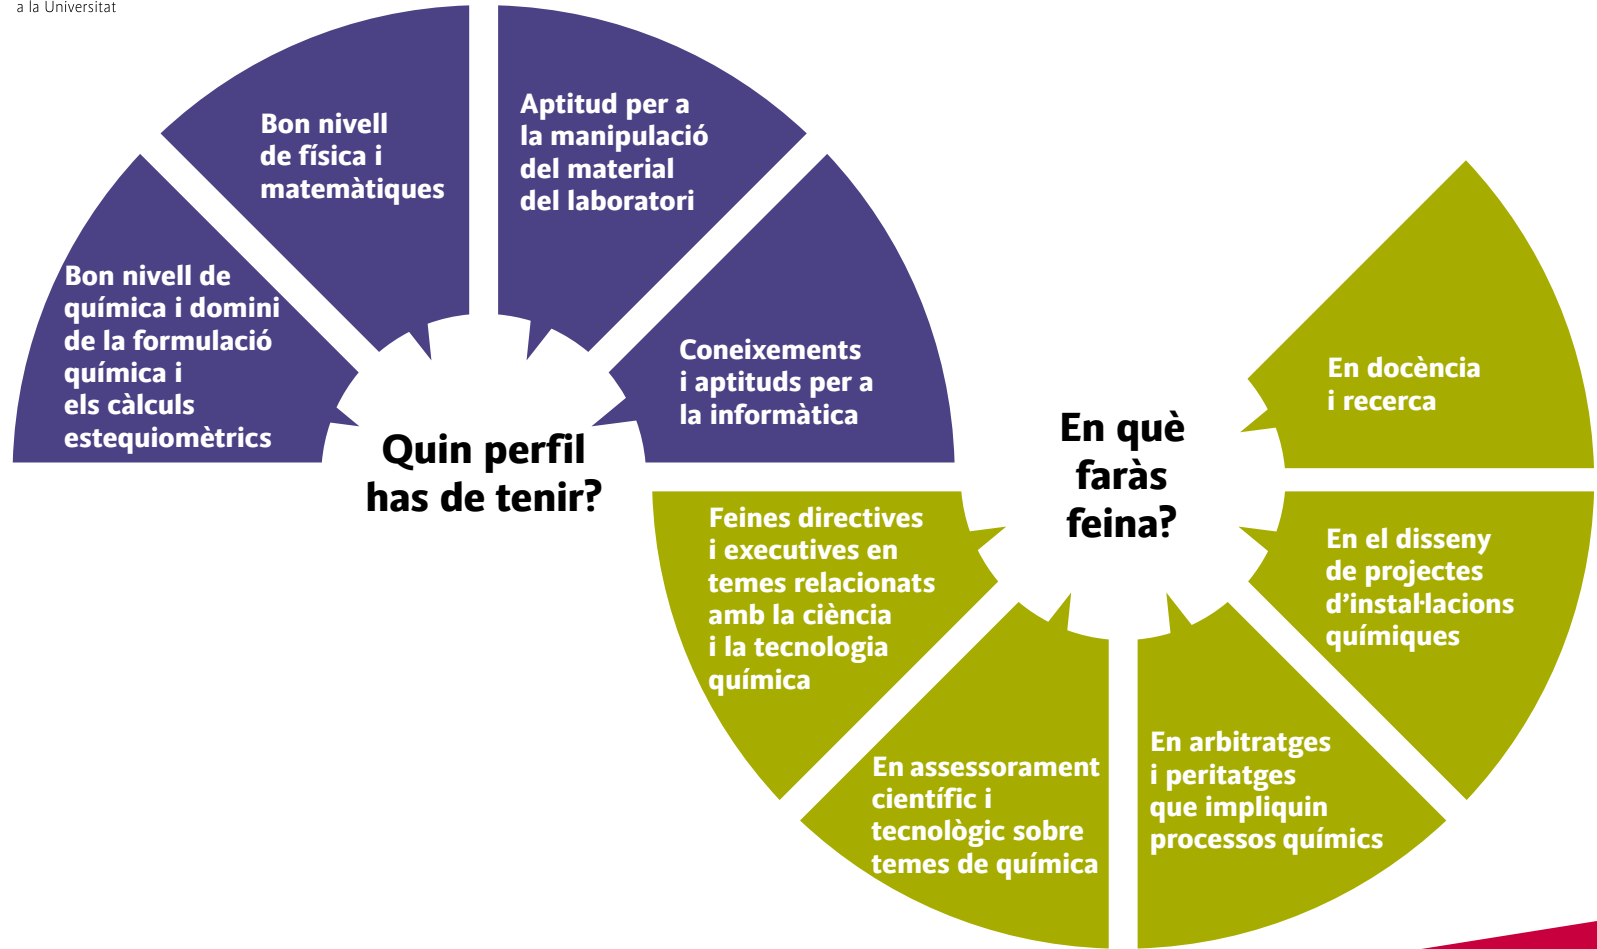 a la Universitat
Bon nivell de
química i domini
de la formulació
química i
els càlculs
estequiomètrics
Bon nivell
de física i
matemàtiques
Aptitud per a
la manipulació
del material
del laboratori
Coneixements
i aptituds per a
la informàtica
Quin perfil
has de tenir?
En què
faràs
feina?
Feines directives
i executives en
temes relacionats
amb la ciència
i la tecnologia
química
En assessorament
científic i
tecnològic sobre
temes de química
En arbitratges
i peritatges
que impliquin
processos químics
En el disseny
de projectes
d’instal·lacions
químiques
En docència
i recerca